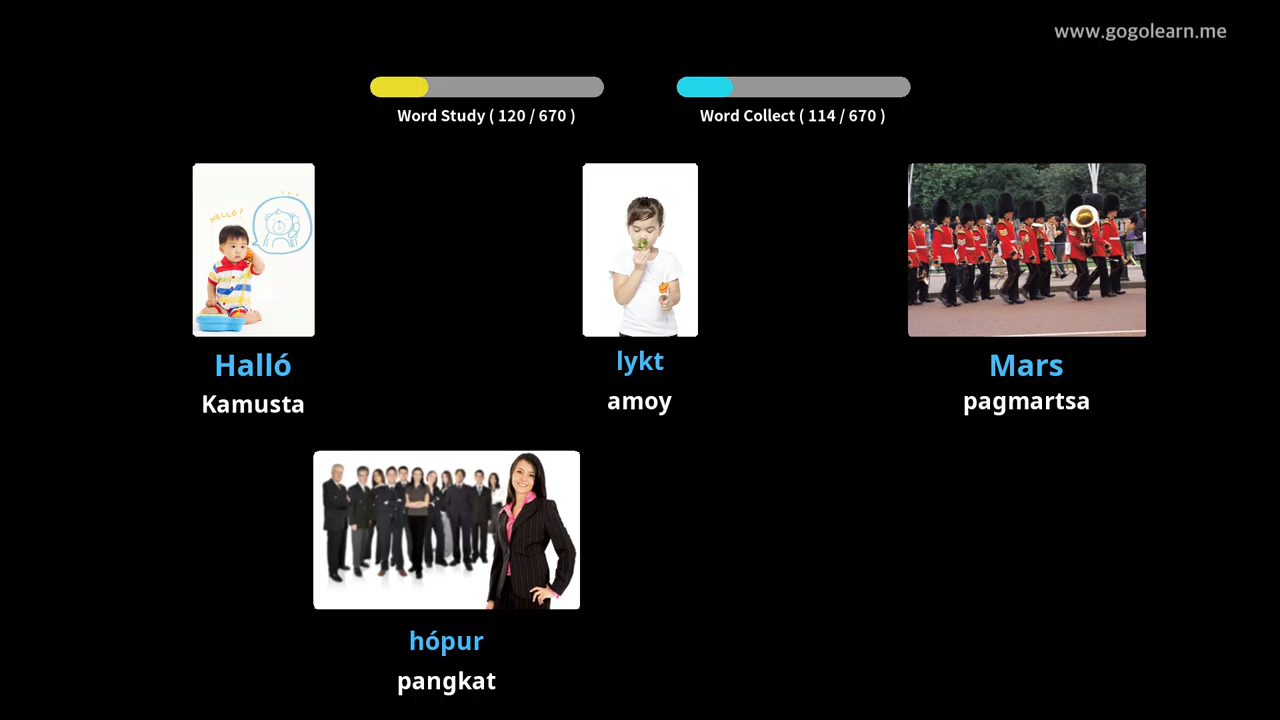 www.gogolearn.me
Word Study ( 120 / 670 )
Word Collect ( 114 / 670 )
HELLO!
Halló
Kamusta
lykt
amoy
Mars
pagmartsa
hópur
pangkat